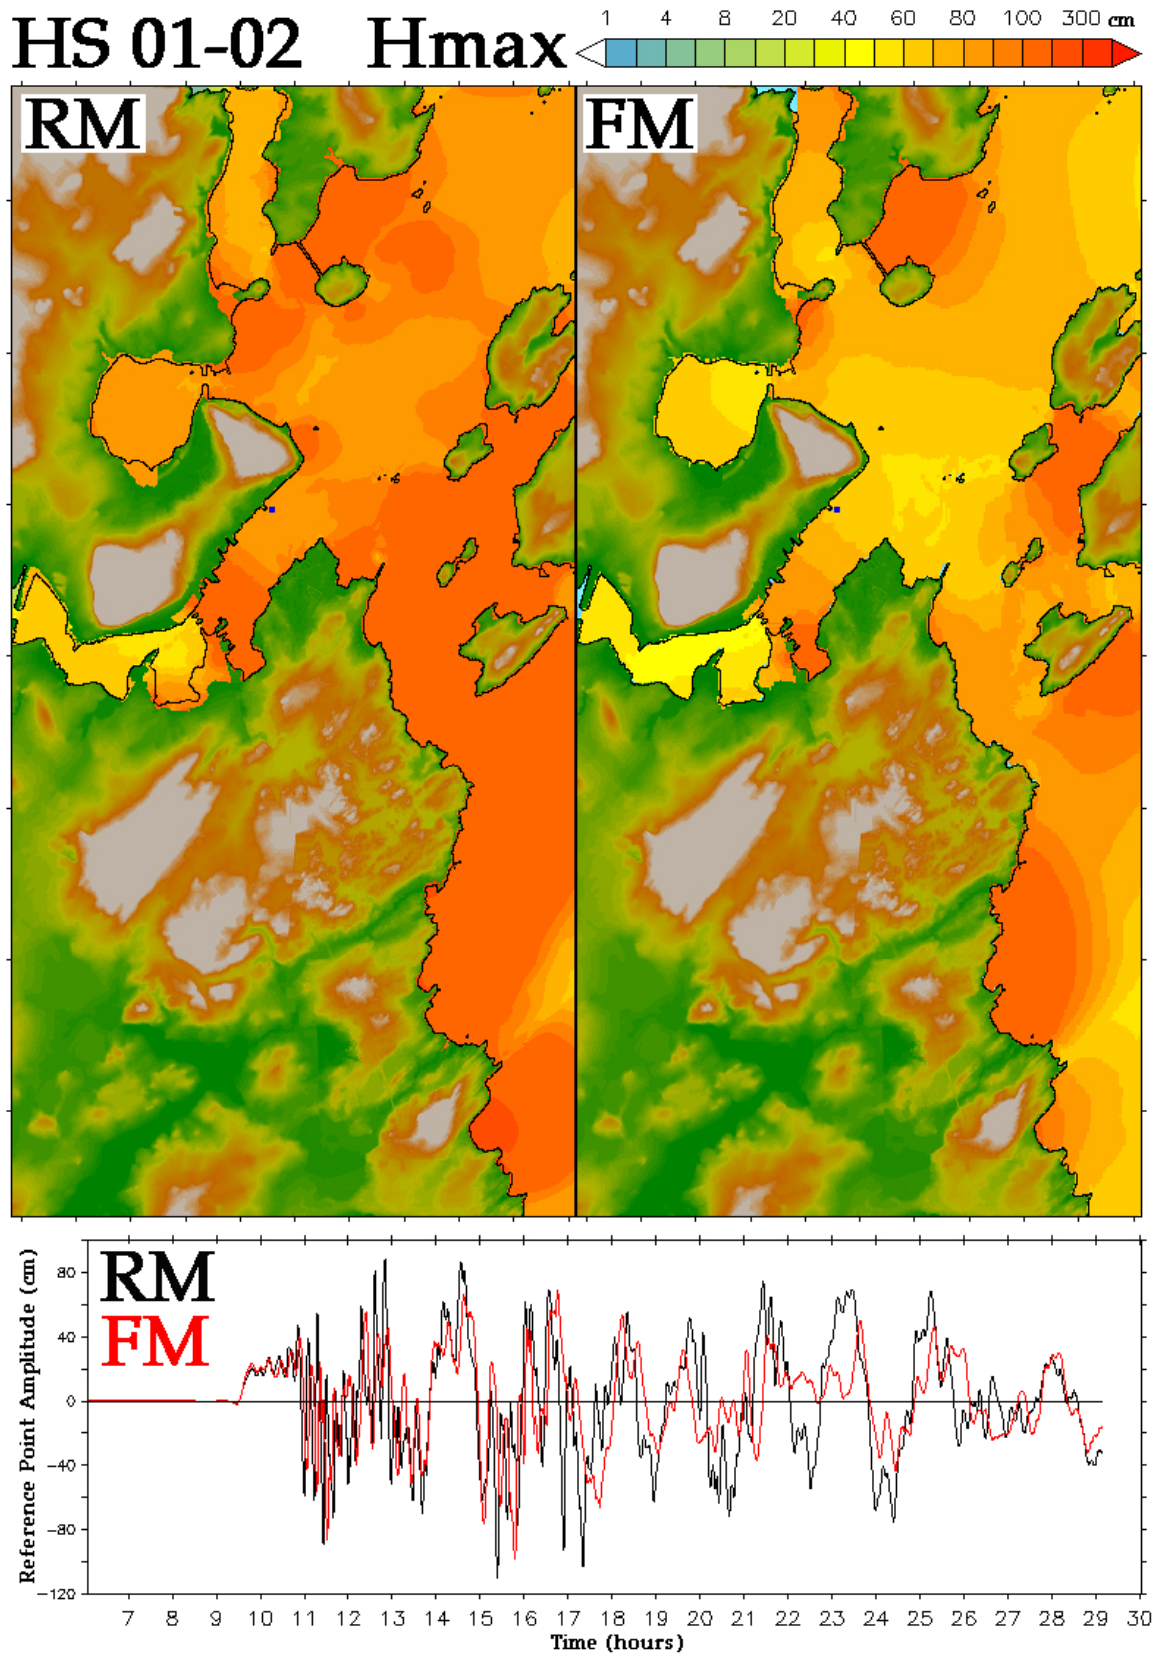 HS 01-02 Hmax
1 4 8 20 40 60 80 100 300 cm
RM
FM
RM
FM
Reference Point Amplitude (cm)
80
40
0
-40
-80
-120
7 8 9 10 11 12 13 14 15 16 17 18 19 20 21 22 23 24 25 26 27 28 29 30
Time (hours)